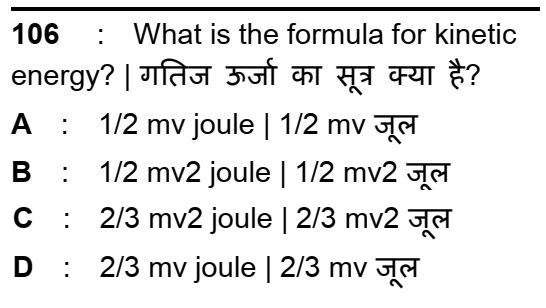 106 : What is the formula for kinetic
energy? | गतिज ऊर्जा का सूत्र क्या है?
A : 1/2 mv joule | 1/2 mv जूल
B : 1/2 mv2 joule | 1/2 mv2 जूल
C : 2/3 mv2 joule | 2/3 mv2 जूल
D : 2/3 mv joule | 2/3 mv जूल